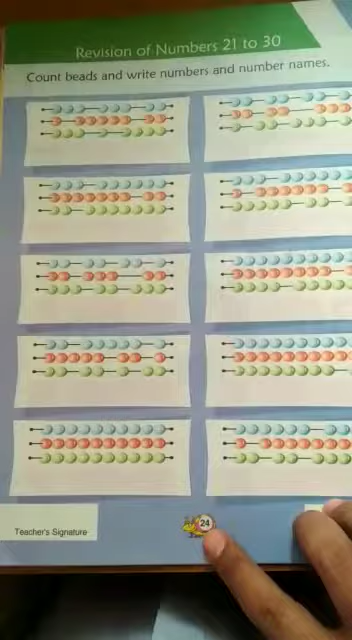 Revision of Numbers 21 to 30
Count beads and write numbers and number names.
Teacher's Signature
24